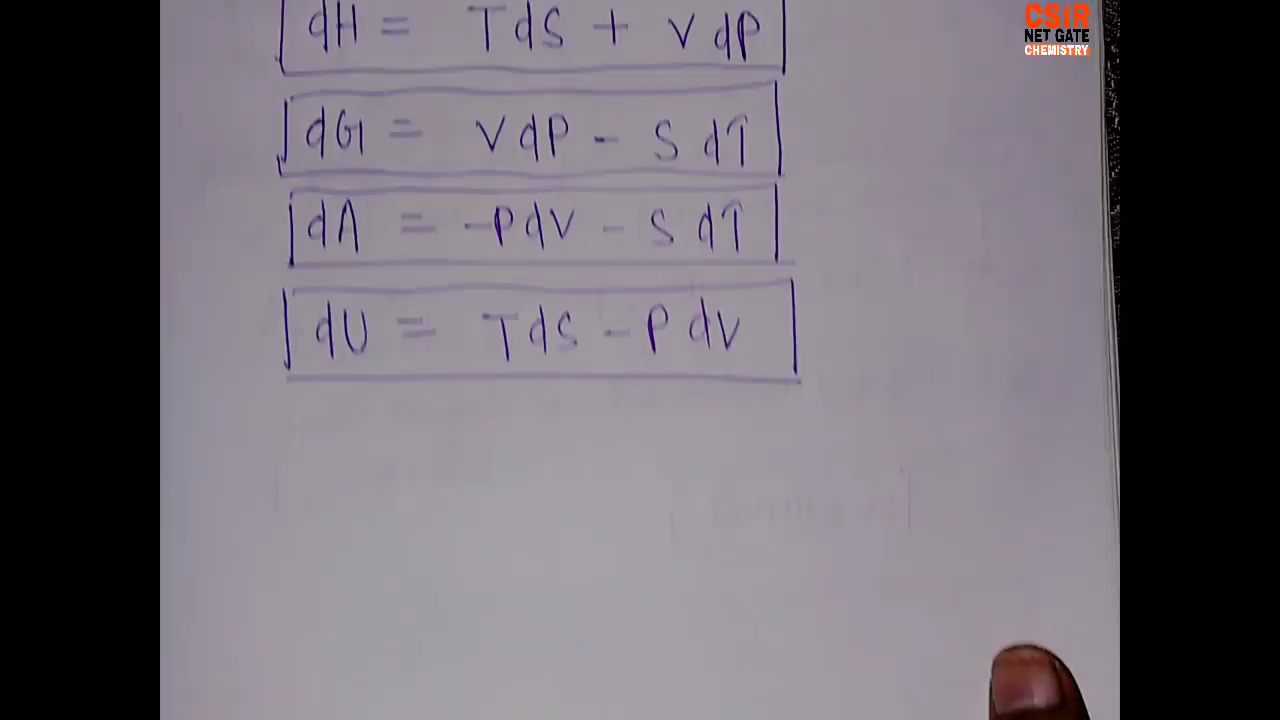 dH = TdS + VdP
CSIR
NET GATE
CHEMISTRY
dG = VdP - SdT
dA = -PdV - SdT
dU = TdS - PdV